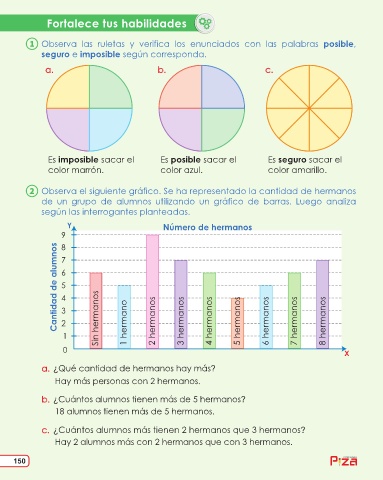 Fortalece tus habilidades
1 Observa las ruletas y verifica los enunciados con las palabras posible,
seguro e imposible según corresponda.
a.
b.
c.
Es imposible sacar el
color marrón.
Es posible sacar el
color azul.
Es seguro sacar el
color amarillo.
2 Observa el siguiente gráfico. Se ha representado la cantidad de hermanos
de un grupo de alumnos utilizando un gráfico de barras. Luego analiza
según las interrogantes planteadas.
Número de hermanos
Y
Cantidad de alumnos
9
8
7
6
5
4
3
2
1
0
Sin hermanos
1 hermano
2 hermanos
3 hermanos
4 hermanos
5 hermanos
6 hermanos
7 hermanos
8 hermanos
X
a. ¿Qué cantidad de hermanos hay más?
Hay más personas con 2 hermanos.
b. ¿Cuántos alumnos tienen más de 5 hermanos?
18 alumnos tienen más de 5 hermanos.
c. ¿Cuántos alumnos más tienen 2 hermanos que 3 hermanos?
Hay 2 alumnos más con 2 hermanos que con 3 hermanos.
150